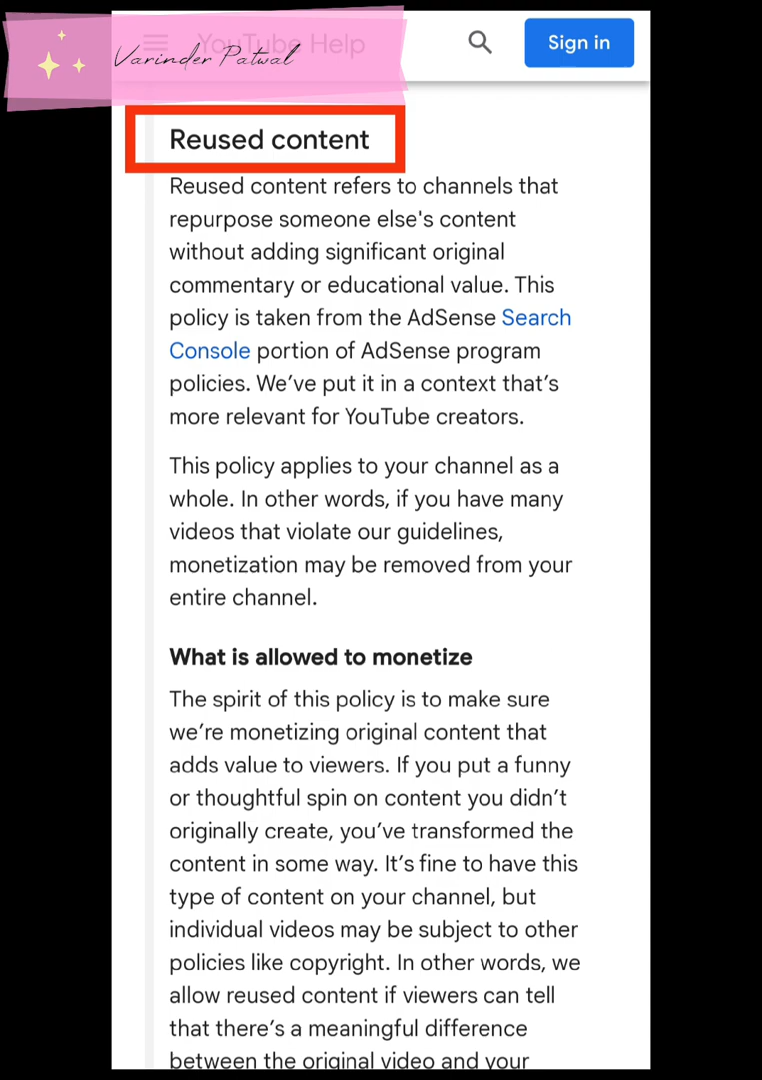 YouTube Help
Varinder Patwal
Sign in
Reused content
Reused content refers to channels that
repurpose someone else's content
without adding significant original
commentary or educational value. This
policy is taken from the AdSense Search
Console portion of AdSense program
policies. We’ve put it in a context that’s
more relevant for YouTube creators.
This policy applies to your channel as a
whole. In other words, if you have many
videos that violate our guidelines,
monetization may be removed from your
entire channel.
What is allowed to monetize
The spirit of this policy is to make sure
we’re monetizing original content that
adds value to viewers. If you put a funny
or thoughtful spin on content you didn’t
originally create, you’ve transformed the
content in some way. It’s fine to have this
type of content on your channel, but
individual videos may be subject to other
policies like copyright. In other words, we
allow reused content if viewers can tell
that there’s a meaningful difference
between the original video and your